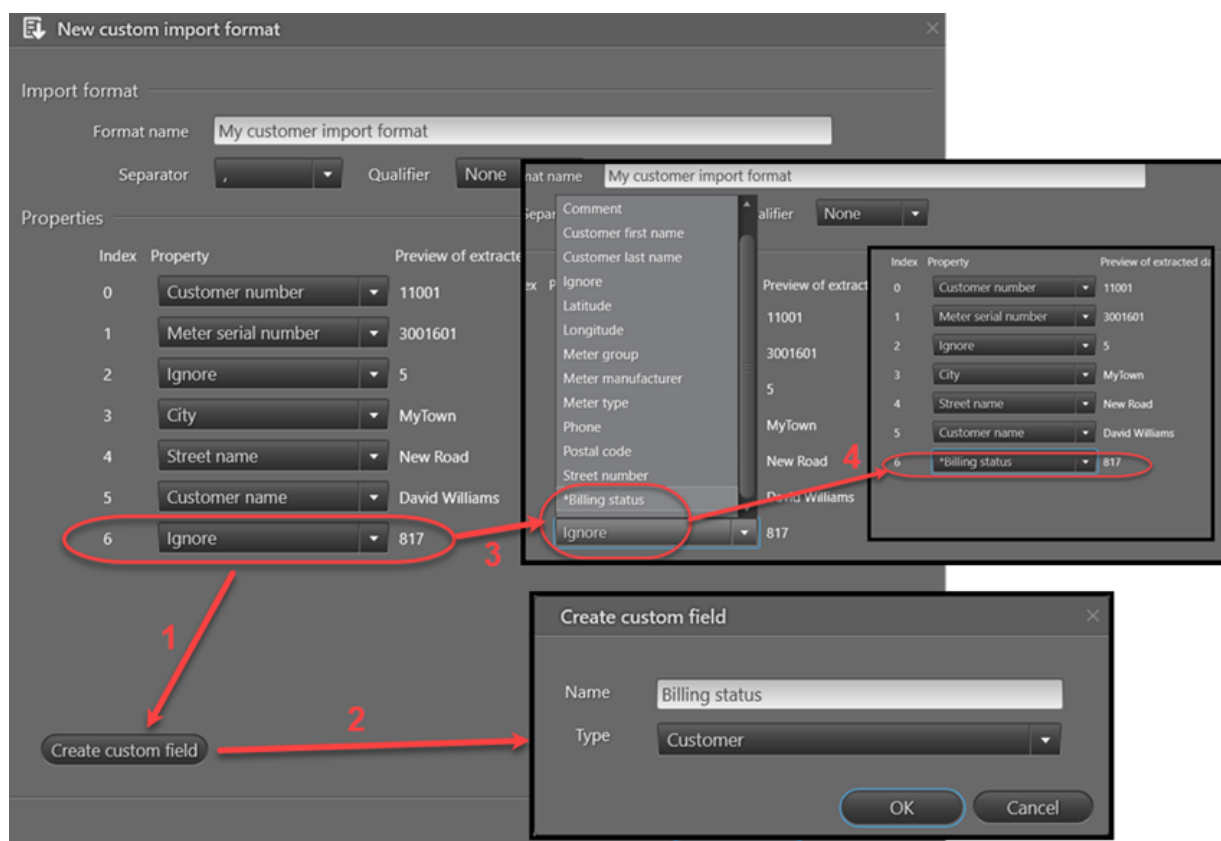 New custom import format
Import format
Format name My customer import format
Separator , Qualifier None
Properties
Index Property Preview of extracte
0 Customer number 11001
1 Meter serial number 3001601
2 Ignore 5
3 City MyTown
4 Street name New Road
5 Customer name David Williams
6 Ignore 817
1
2
3
4
Create custom field
mat name My customer import format
Separ alifier None
Comment
Customer first name
Customer last name
Ignore
Latitude
Longitude
Meter group
Meter manufacturer
Meter type
Phone
Postal code
Street number
*Billing status
Ignore
ex P Preview of extract
11001
3001601
5
MyTown
New Road
David Williams
817
Index Property Preview of extracted da
0 Customer number 11001
1 Meter serial number 3001601
2 Ignore 5
3 City MyTown
4 Street name New Road
5 Customer name David Williams
6 *Billing status 817
Create custom field
Name Billing status
Type Customer
OK Cancel